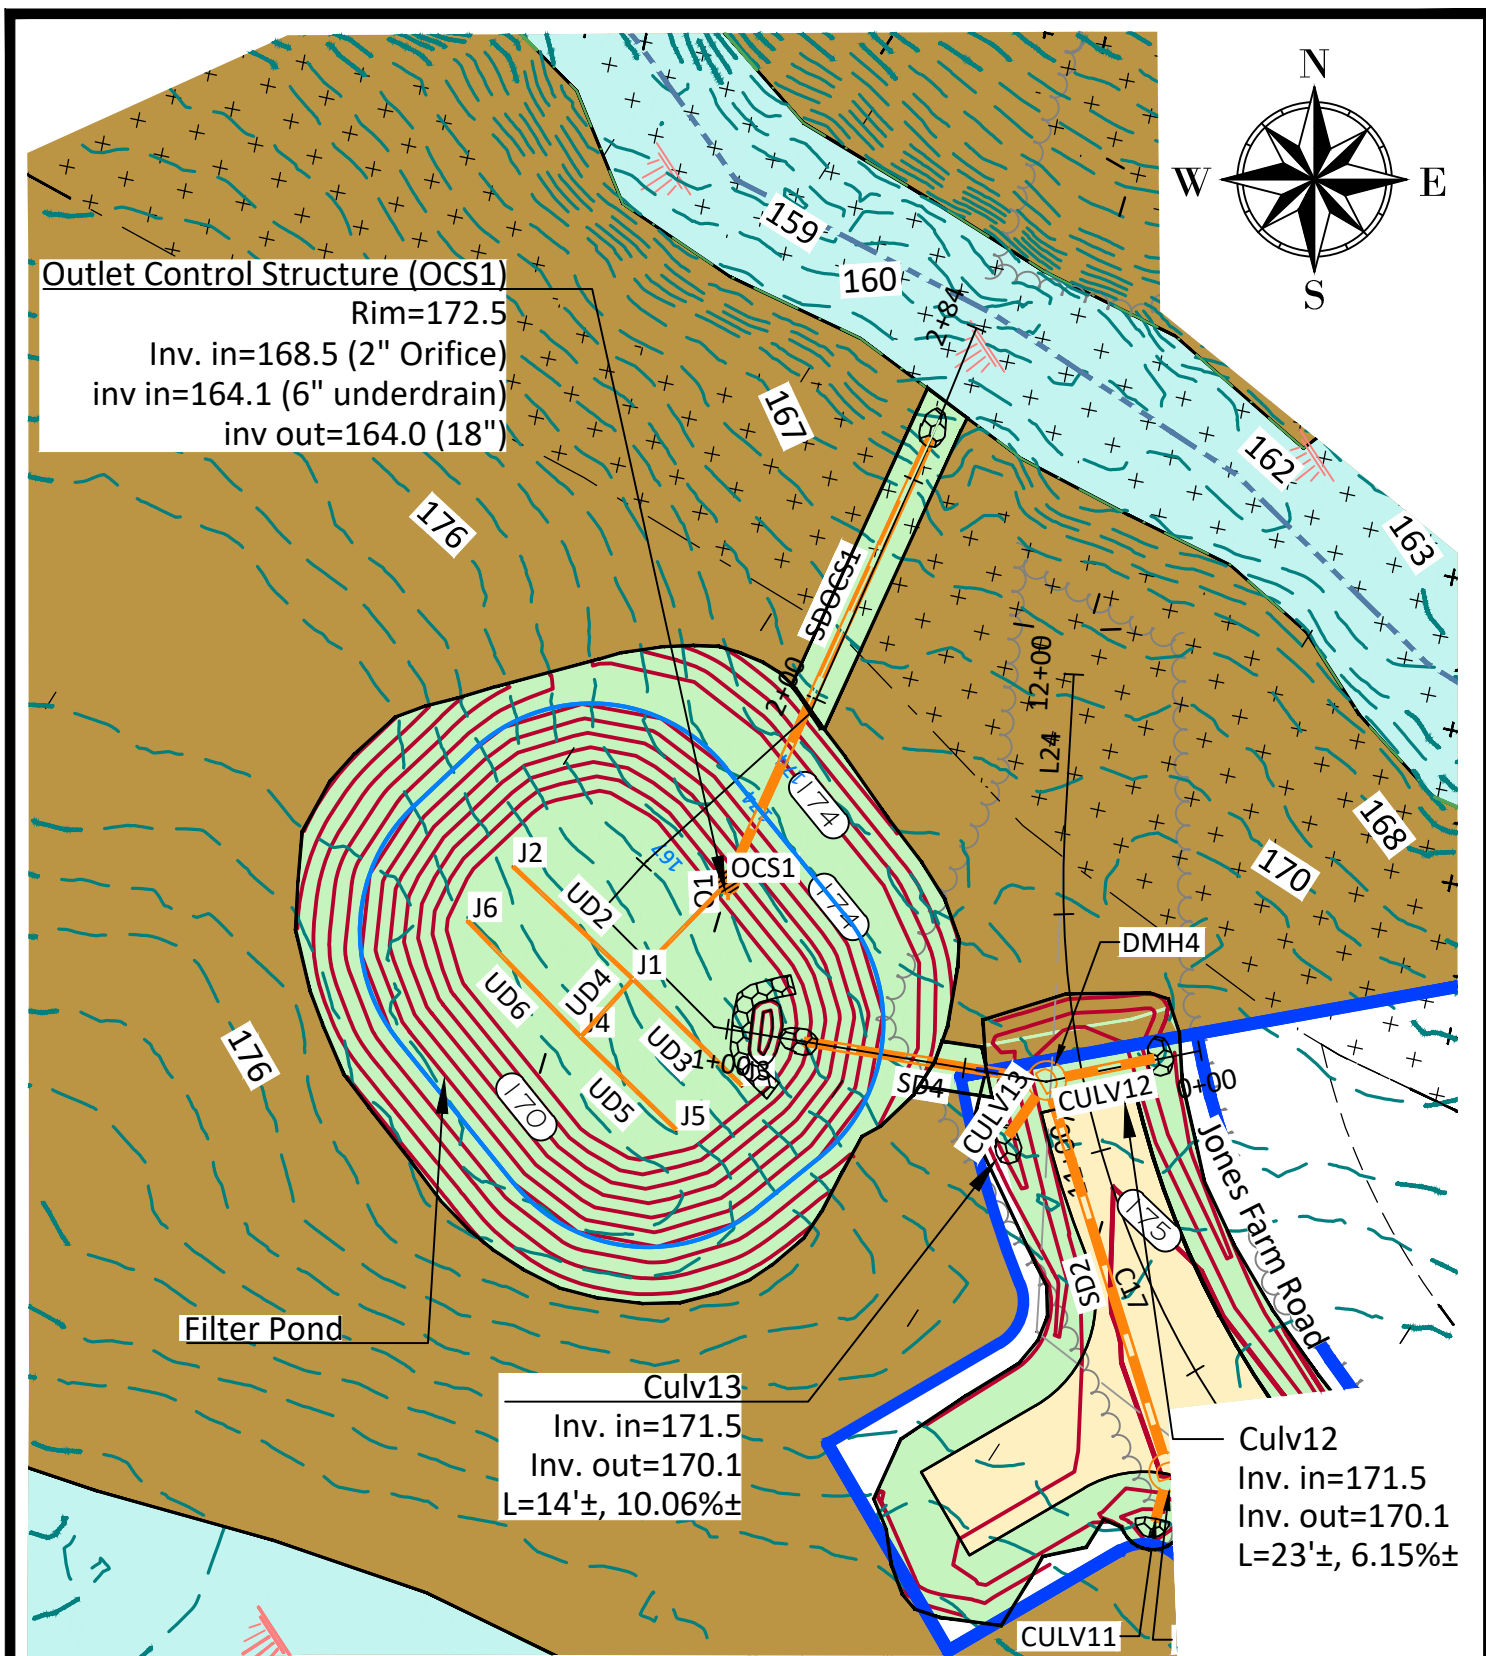 N
W
E
S
159
160
2+84
Outlet Control Structure (OCS1)
Rim=172.5
Inv. in=168.5 (2" Orifice)
inv in=164.1 (6" underdrain)
inv out=164.0 (18")
167
162
163
176
SDOCS1
2+00
12+00
L24
174
168
170
167
J2
OCS1
174
J6
UD2
DMH4
J1
UD6
UD4
UD3
1+00
176
SD4
CULV13
CULV12
0+00
170
UD5
J5
Jones Farm Road
175
SD2
C17
Filter Pond
Culv13
Inv. in=171.5
Inv. out=170.1
L=14'±, 10.06%±
Culv12
Inv. in=171.5
Inv. out=170.1
L=23'±, 6.15%±
CULV11